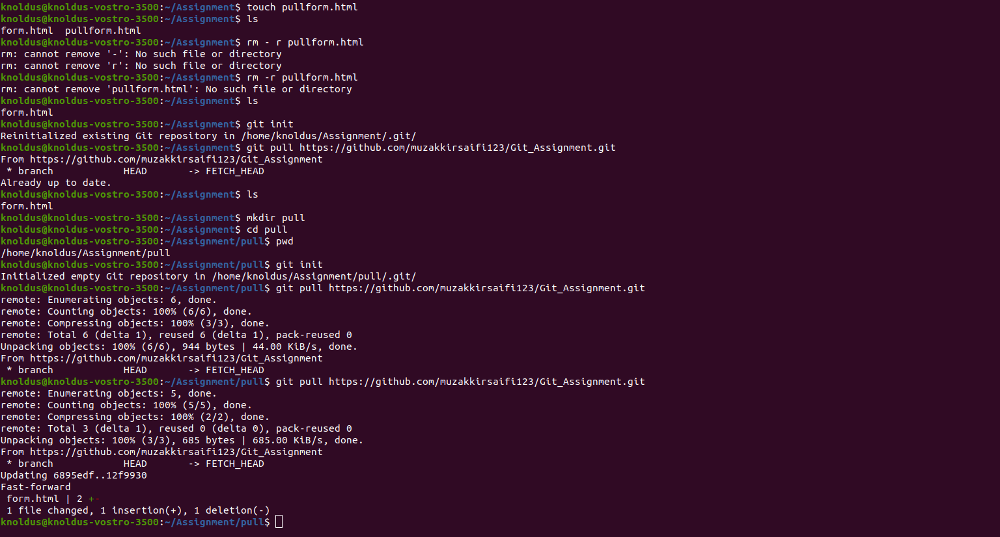 knoldus@knoldus-vostro-3500:~/Assignment$ touch pullform.html
knoldus@knoldus-vostro-3500:~/Assignment$ ls
form.html  pullform.html
knoldus@knoldus-vostro-3500:~/Assignment$ rm - r pullform.html
rm: cannot remove '-': No such file or directory
rm: cannot remove 'r': No such file or directory
knoldus@knoldus-vostro-3500:~/Assignment$ rm -r pullform.html
rm: cannot remove 'pullform.html': No such file or directory
knoldus@knoldus-vostro-3500:~/Assignment$ ls
form.html
knoldus@knoldus-vostro-3500:~/Assignment$ git init
Reinitialized existing Git repository in /home/knoldus/Assignment/.git/
knoldus@knoldus-vostro-3500:~/Assignment$ git pull https://github.com/muzakkirsaifi123/Git_Assignment.git
From https://github.com/muzakkirsaifi123/Git_Assignment
 * branch            HEAD       -> FETCH_HEAD
Already up to date.
knoldus@knoldus-vostro-3500:~/Assignment$ ls
form.html
knoldus@knoldus-vostro-3500:~/Assignment$ mkdir pull
knoldus@knoldus-vostro-3500:~/Assignment$ cd pull
knoldus@knoldus-vostro-3500:~/Assignment/pull$ pwd
/home/knoldus/Assignment/pull
knoldus@knoldus-vostro-3500:~/Assignment/pull$ git init
Initialized empty Git repository in /home/knoldus/Assignment/pull/.git/
knoldus@knoldus-vostro-3500:~/Assignment/pull$ git pull https://github.com/muzakkirsaifi123/Git_Assignment.git
remote: Enumerating objects: 6, done.
remote: Counting objects: 100% (6/6), done.
remote: Compressing objects: 100% (3/3), done.
remote: Total 6 (delta 1), reused 6 (delta 1), pack-reused 0
Unpacking objects: 100% (6/6), 944 bytes | 44.00 KiB/s, done.
From https://github.com/muzakkirsaifi123/Git_Assignment
 * branch            HEAD       -> FETCH_HEAD
knoldus@knoldus-vostro-3500:~/Assignment/pull$ git pull https://github.com/muzakkirsaifi123/Git_Assignment.git
remote: Enumerating objects: 5, done.
remote: Counting objects: 100% (5/5), done.
remote: Compressing objects: 100% (2/2), done.
remote: Total 3 (delta 1), reused 0 (delta 0), pack-reused 0
Unpacking objects: 100% (3/3), 685 bytes | 685.00 KiB/s, done.
From https://github.com/muzakkirsaifi123/Git_Assignment
 * branch            HEAD       -> FETCH_HEAD
Updating 6895edf..12f9930
Fast-forward
 form.html | 2 +-
 1 file changed, 1 insertion(+), 1 deletion(-)
knoldus@knoldus-vostro-3500:~/Assignment/pull$